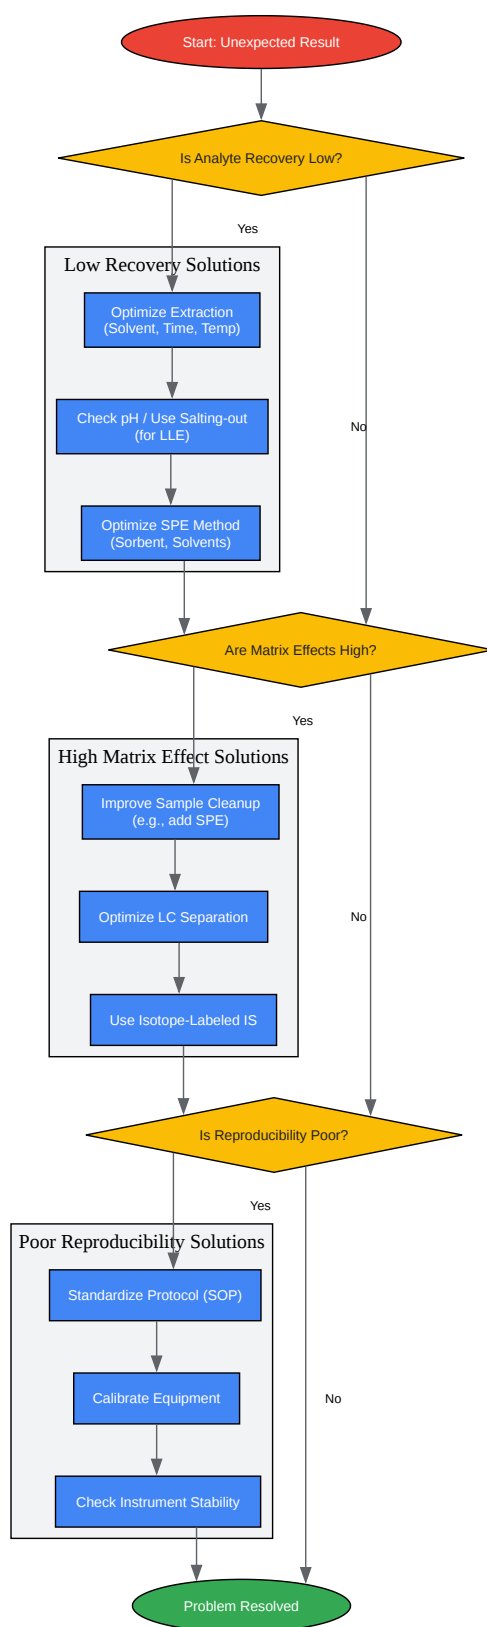 Start: Unexpected Result
Is Analyte Recovery Low?
Yes
Low Recovery Solutions
Optimize Extraction
(Solvent, Time, Temp)
Check pH / Use Salting-out
(for LLE)
No
Optimize SPE Method
(Sorbent, Solvents)
Are Matrix Effects High?
Yes
High Matrix Effect Solutions
Improve Sample Cleanup
(e.g., add SPE)
Optimize LC Separation
No
Use Isotope-Labeled IS
Is Reproducibility Poor?
Yes
Poor Reproducibility Solutions
Standardize Protocol (SOP)
Calibrate Equipment
No
Check Instrument Stability
Problem Resolved